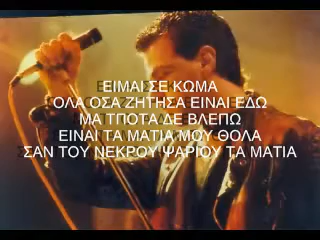 ΕΙΜΑΙ ΣΕ ΚΩΜΑ
ΟΛΑ ΟΣΑ ΖΗΤΗΣΑ ΕΙΝΑΙ ΕΔΩ
ΜΑ ΤΠΟΤΑ ΔΕ ΒΛΕΠΩ
ΕΙΝΑΙ ΤΑ ΜΑΤΙΑ ΜΟΥ ΘΟΛΑ
ΣΑΝ ΤΟΥ ΝΕΚΡΟΥ ΨΑΡΙΟΥ ΤΑ ΜΑΤΙΑ